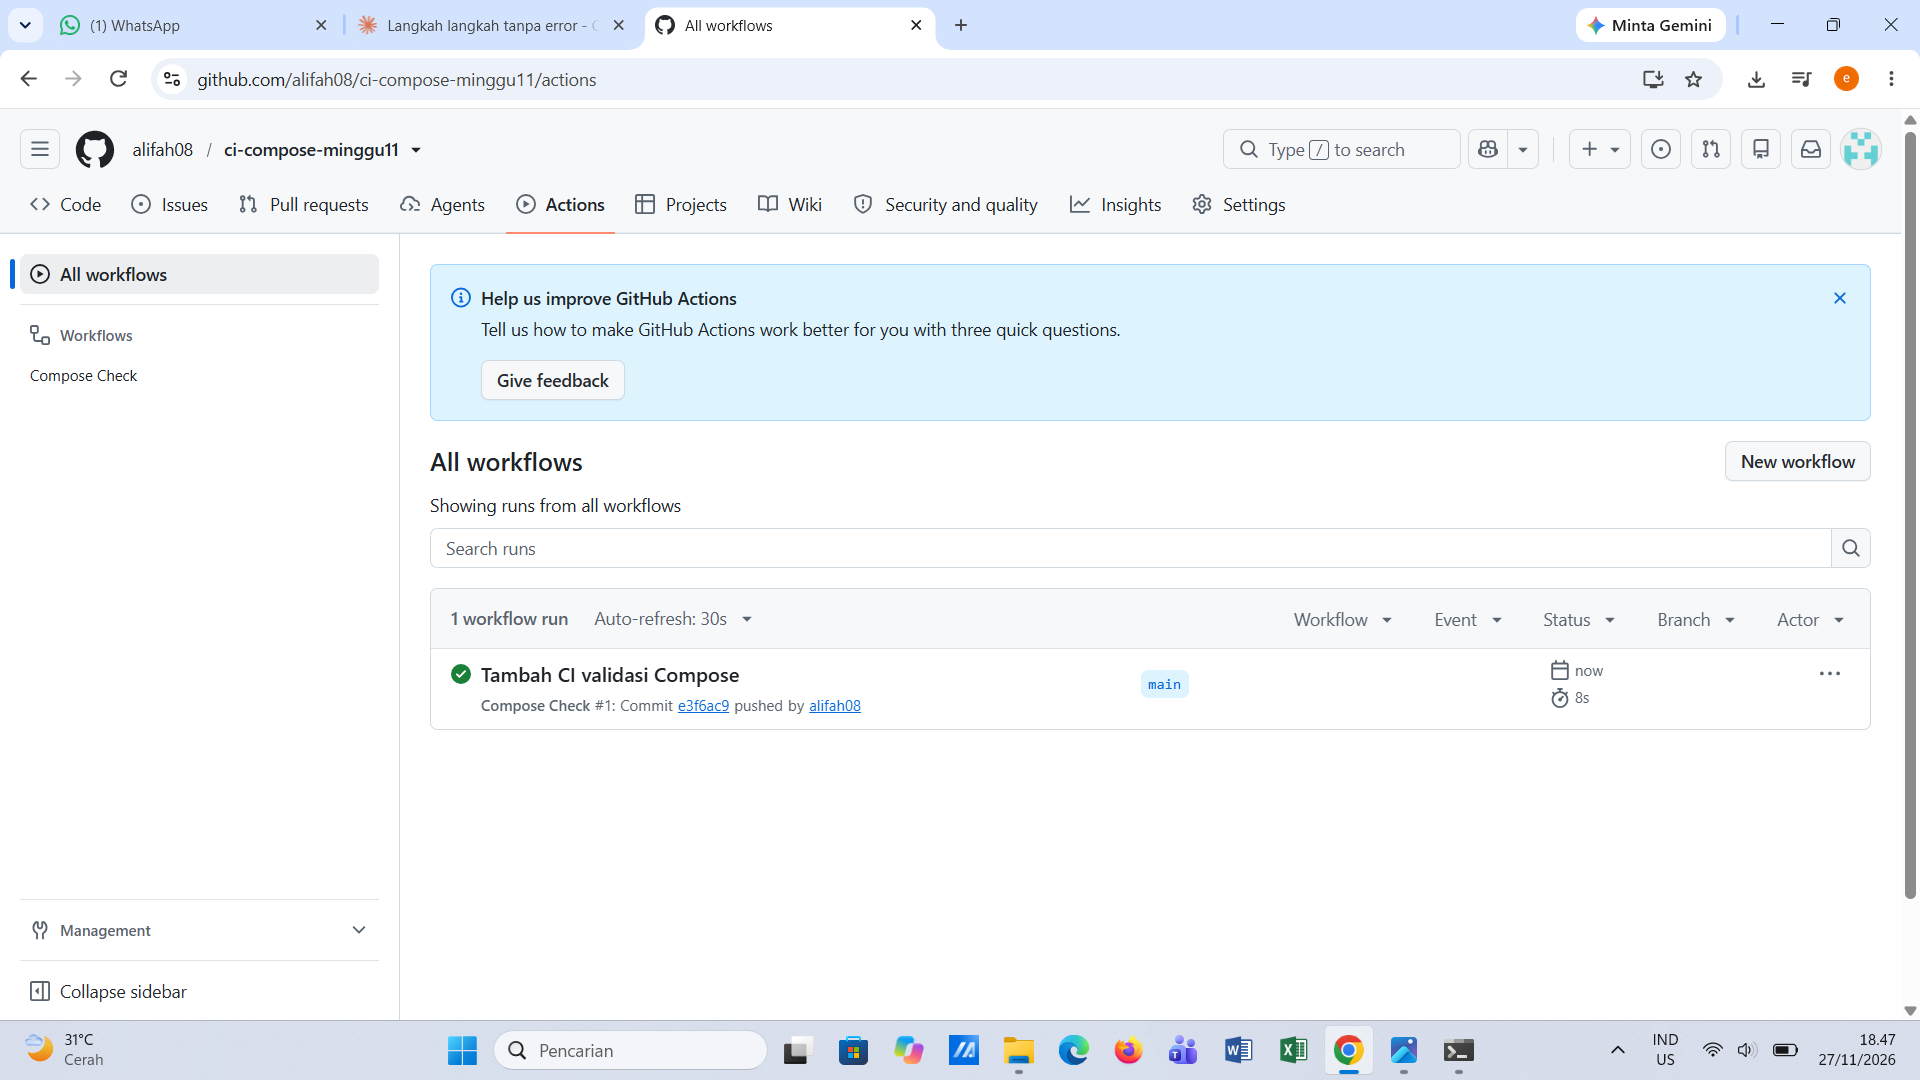 (1) WhatsApp
Langkah langkah tanpa error -
All workflows
Minta Gemini
github.com/alifah08/ci-compose-minggu11/actions
e
alifah08 / ci-compose-minggu11
Type / to search
Code
Issues
Pull requests
Agents
Actions
Projects
Wiki
Security and quality
Insights
Settings
All workflows
Workflows
Compose Check
Management
Collapse sidebar
Help us improve GitHub Actions
Tell us how to make GitHub Actions work better for you with three quick questions.
Give feedback
All workflows
New workflow
Showing runs from all workflows
Search runs
1 workflow run
Auto-refresh: 30s
Workflow
Event
Status
Branch
Actor
Tambah CI validasi Compose
Compose Check #1: Commit e3f6ac9 pushed by alifah08
main
now
8s
31°C
Cerah
Pencarian
IND
US
18.47
27/11/2026